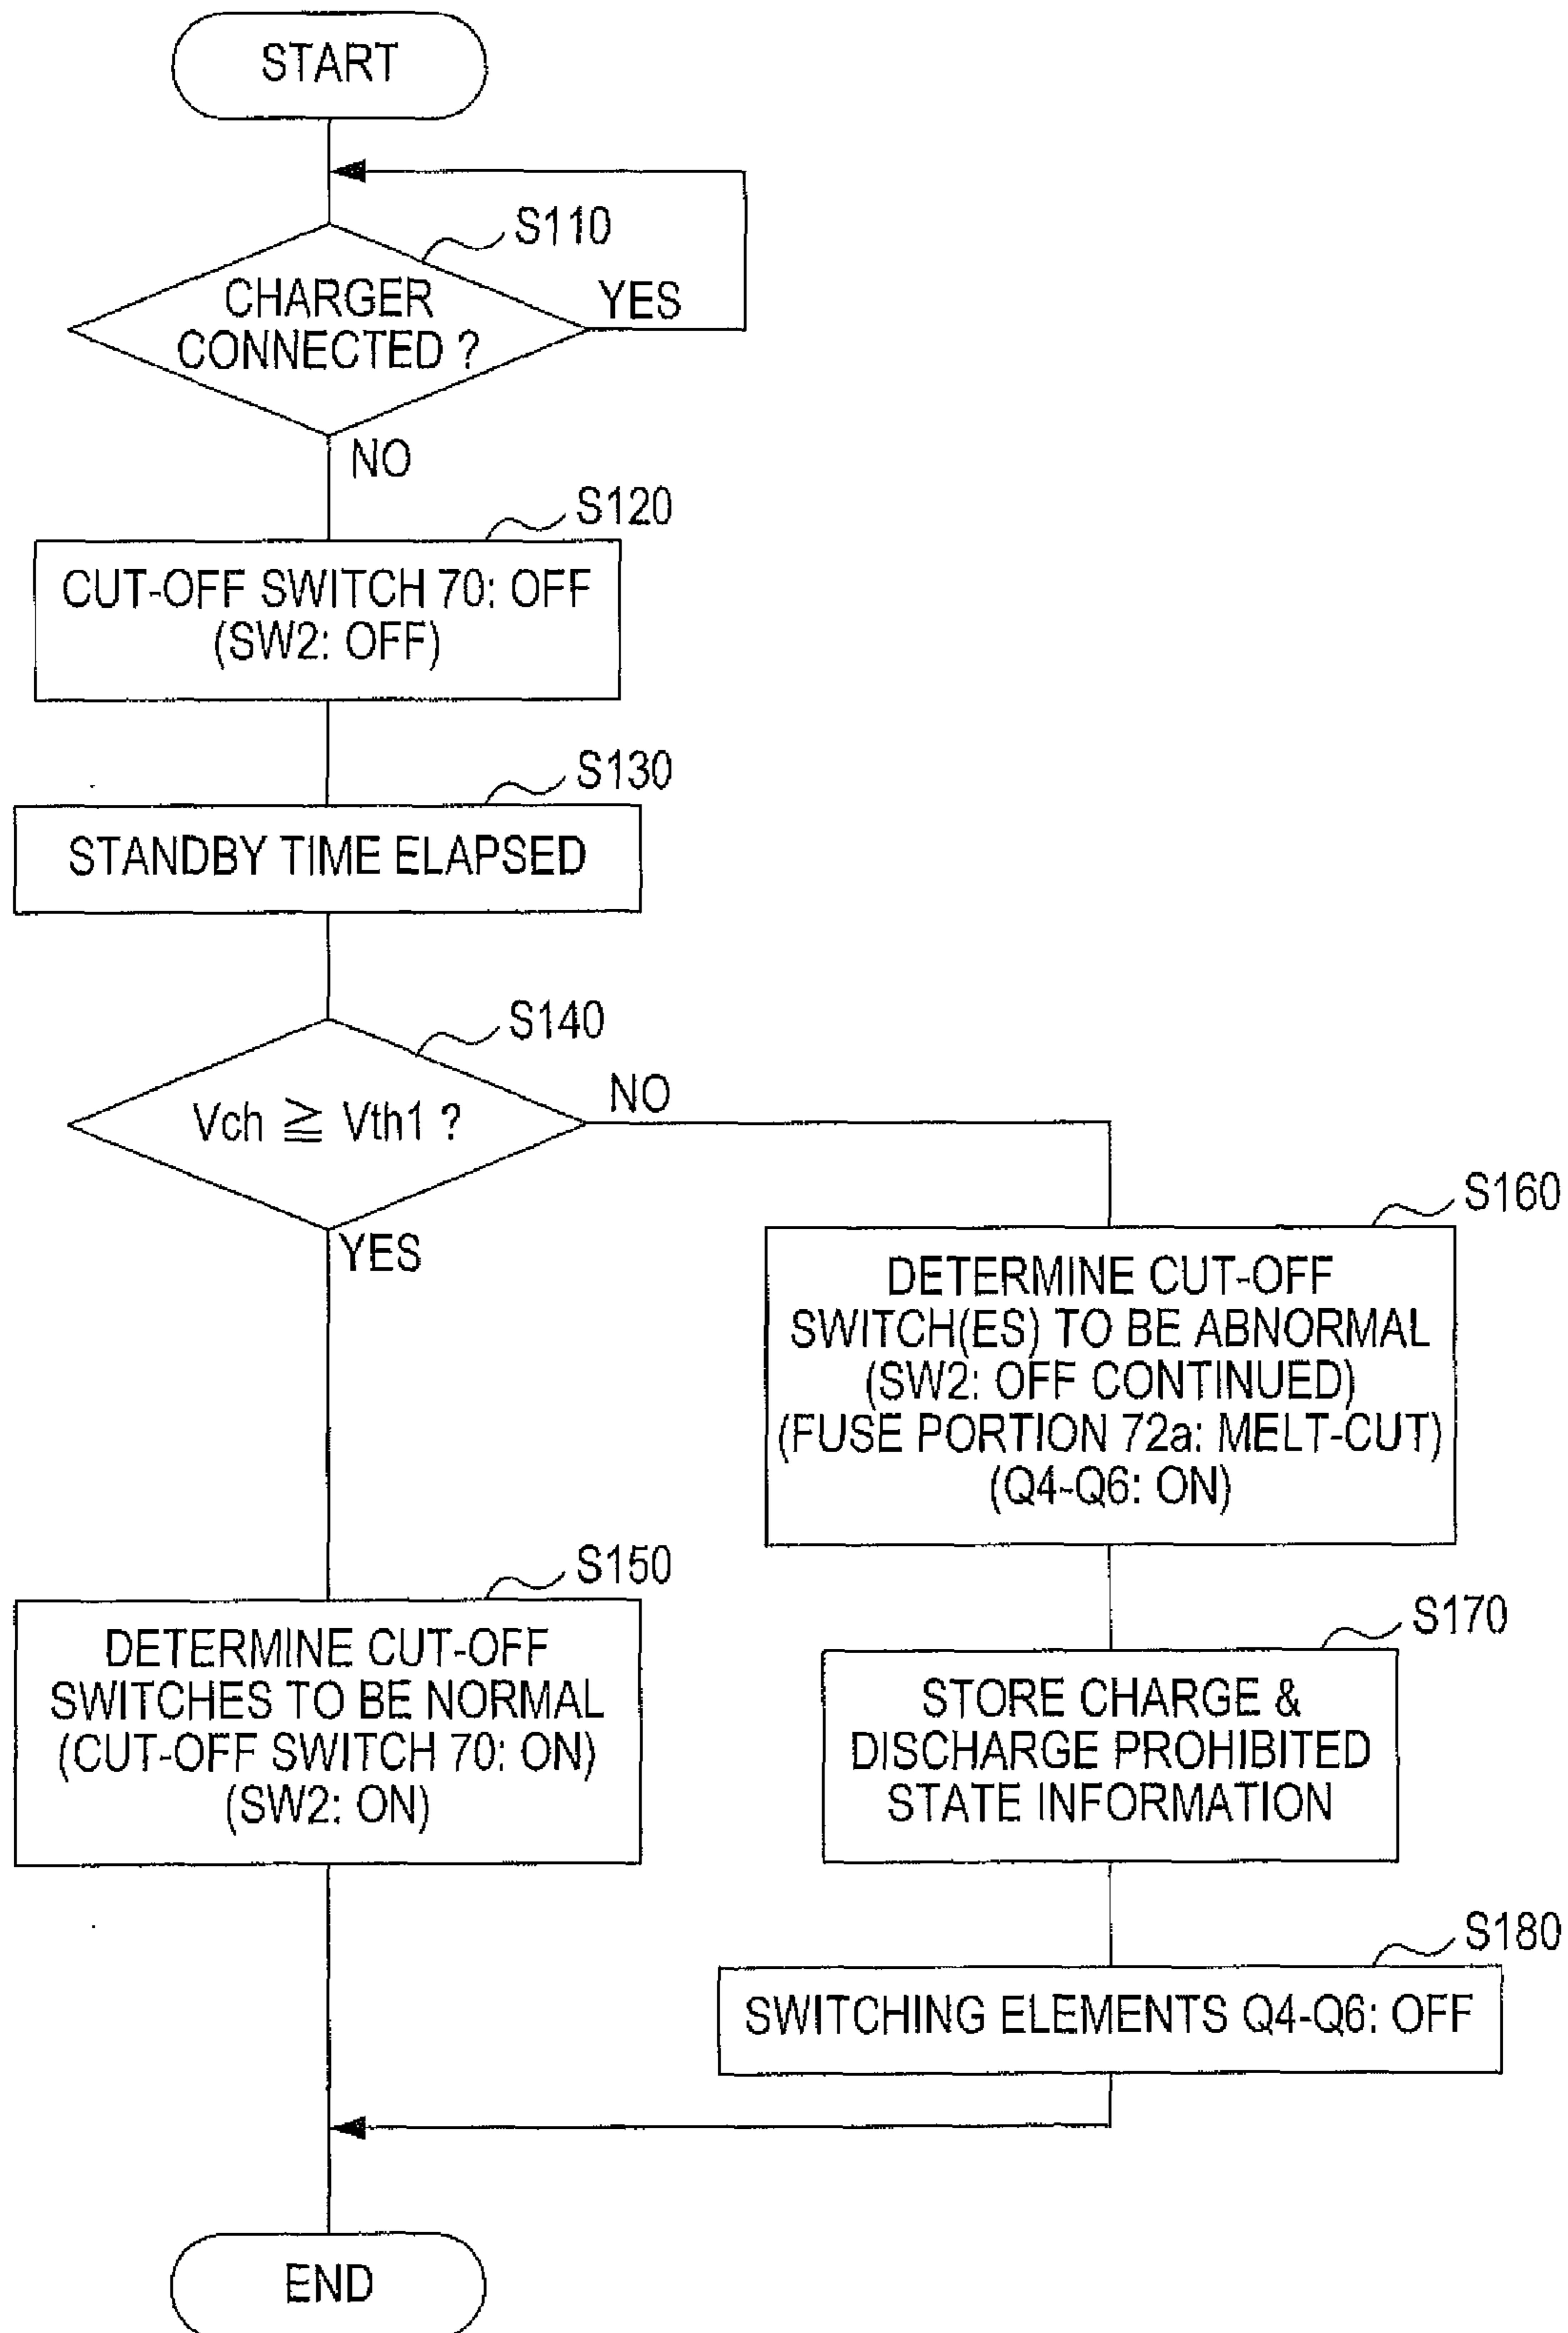 START
S110
CHARGER
CONNECTED ?
YES
NO
S120
CUT-OFF SWITCH 70: OFF
(SW2: OFF)
S130
STANDBY TIME ELAPSED
S140
Vch ≧ Vth1 ?
NO
YES
S160
DETERMINE CUT-OFF
SWITCH(ES) TO BE ABNORMAL
(SW2: OFF CONTINUED)
(FUSE PORTION 72a: MELT-CUT)
(Q4-Q6: ON)
S150
DETERMINE CUT-OFF
SWITCHES TO BE NORMAL
(CUT-OFF SWITCH 70: ON)
(SW2: ON)
S170
STORE CHARGE &
DISCHARGE PROHIBITED
STATE INFORMATION
S180
SWITCHING ELEMENTS Q4-Q6: OFF
END